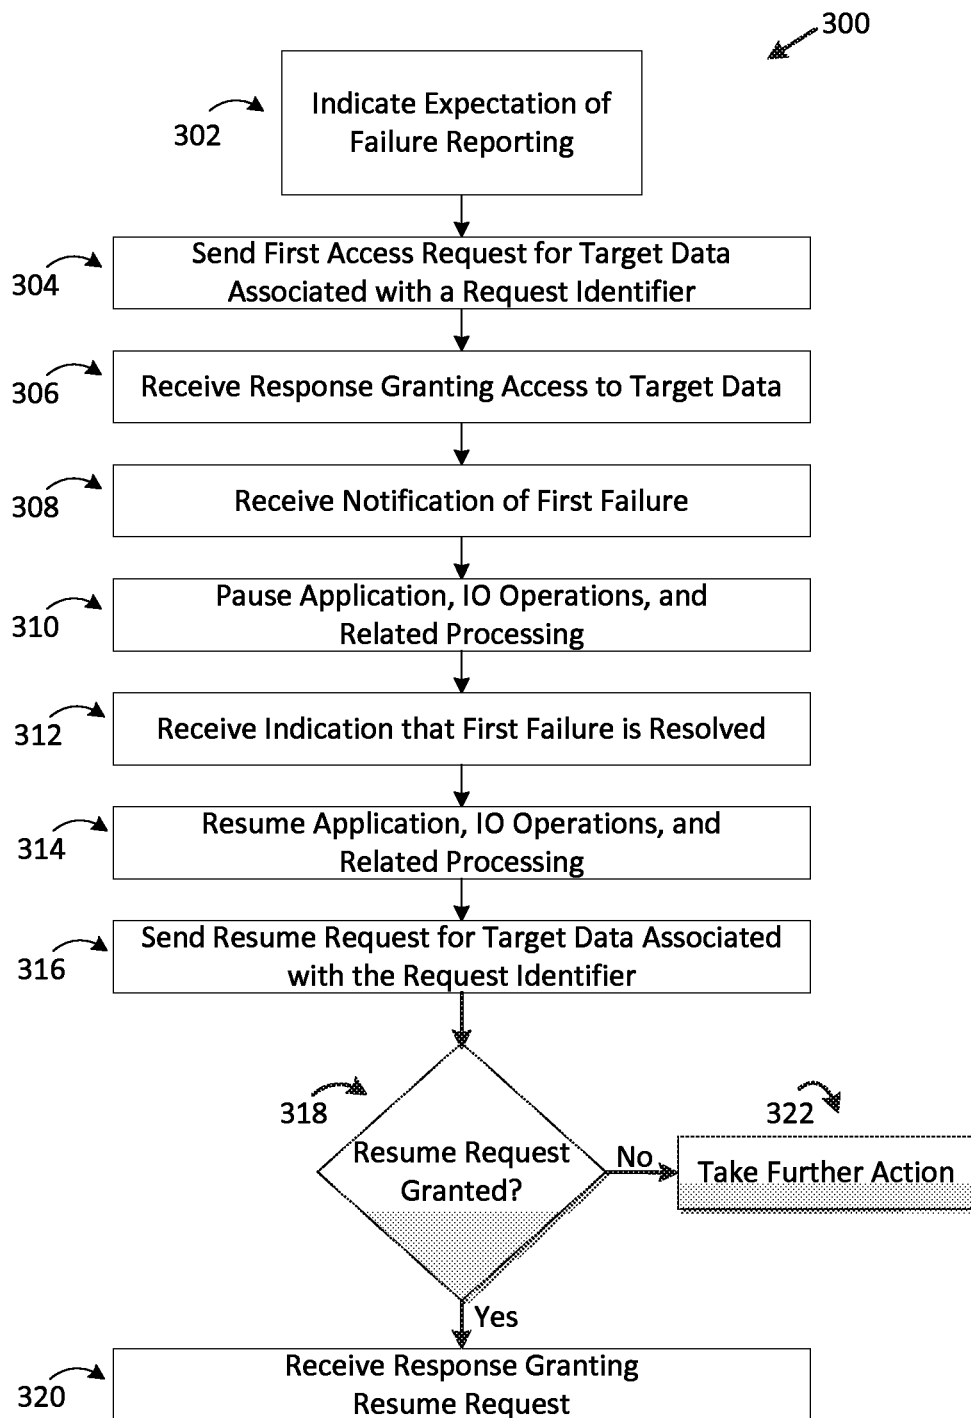 300
302
Indicate Expectation of
Failure Reporting
304
Send First Access Request for Target Data
Associated with a Request Identifier
306
Receive Response Granting Access to Target Data
308
Receive Notification of First Failure
310
Pause Application, IO Operations, and
Related Processing
312
Receive Indication that First Failure is Resolved
314
Resume Application, IO Operations, and
Related Processing
316
Send Resume Request for Target Data Associated
with the Request Identifier
318
Resume Request
Granted?
No
322
Take Further Action
Yes
320
Receive Response Granting
Resume Request